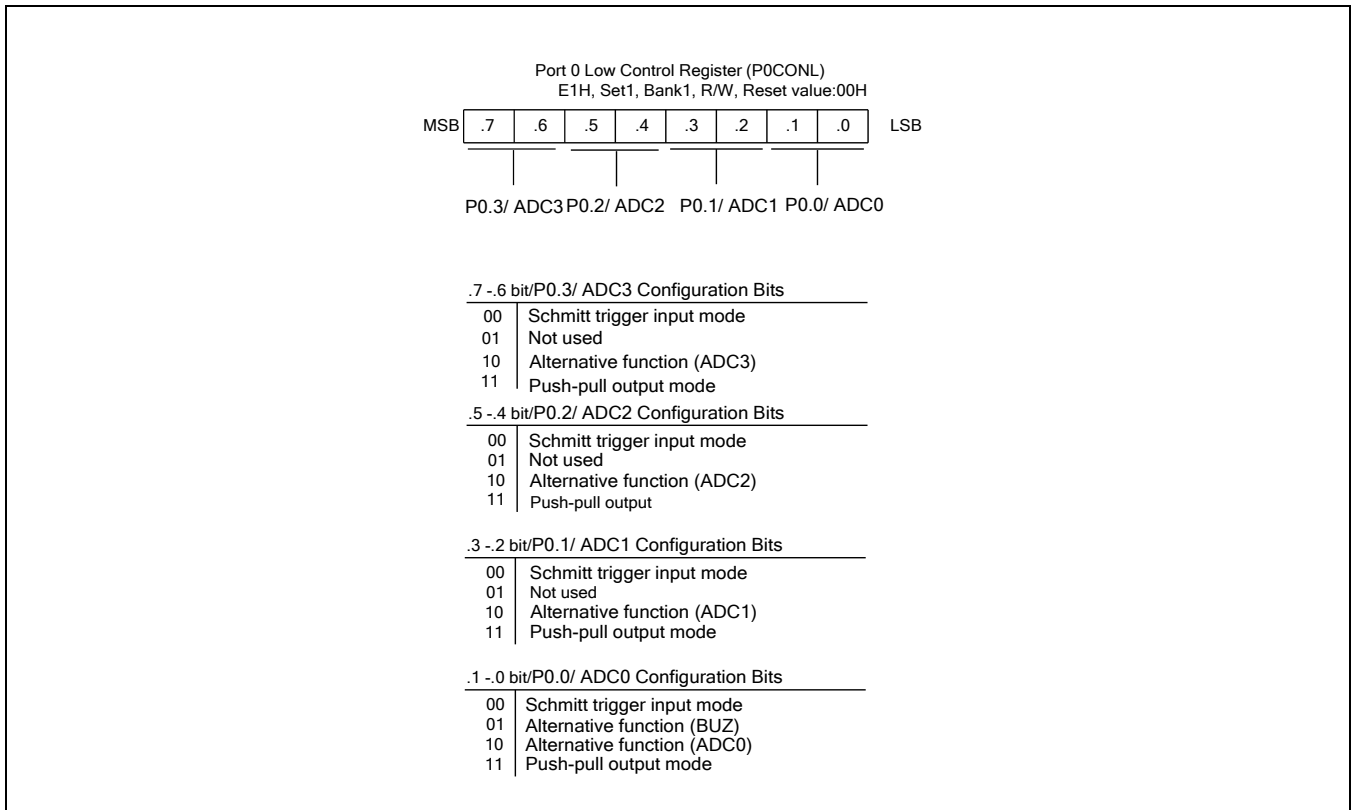 Port 0 Low Control Register (P0CONL)
E1H, Set1, Bank1, R/W, Reset value:00H
MSB .7 .6 .5 .4 .3 .2 .1 .0 LSB
P0.3/ ADC3 P0.2/ ADC2 P0.1/ ADC1 P0.0/ ADC0
.7 -.6 bit/P0.3/ ADC3 Configuration Bits
00 Schmitt trigger input mode
01 Not used
10 Alternative function (ADC3)
11 Push-pull output mode
.5 -.4 bit/P0.2/ ADC2 Configuration Bits
00 Schmitt trigger input mode
01 Not used
10 Alternative function (ADC2)
11 Push-pull output
.3 -.2 bit/P0.1/ ADC1 Configuration Bits
00 Schmitt trigger input mode
01 Not used
10 Alternative function (ADC1)
11 Push-pull output mode
.1 -.0 bit/P0.0/ ADC0 Configuration Bits
00 Schmitt trigger input mode
01 Alternative function (BUZ)
10 Alternative function (ADC0)
11 Push-pull output mode